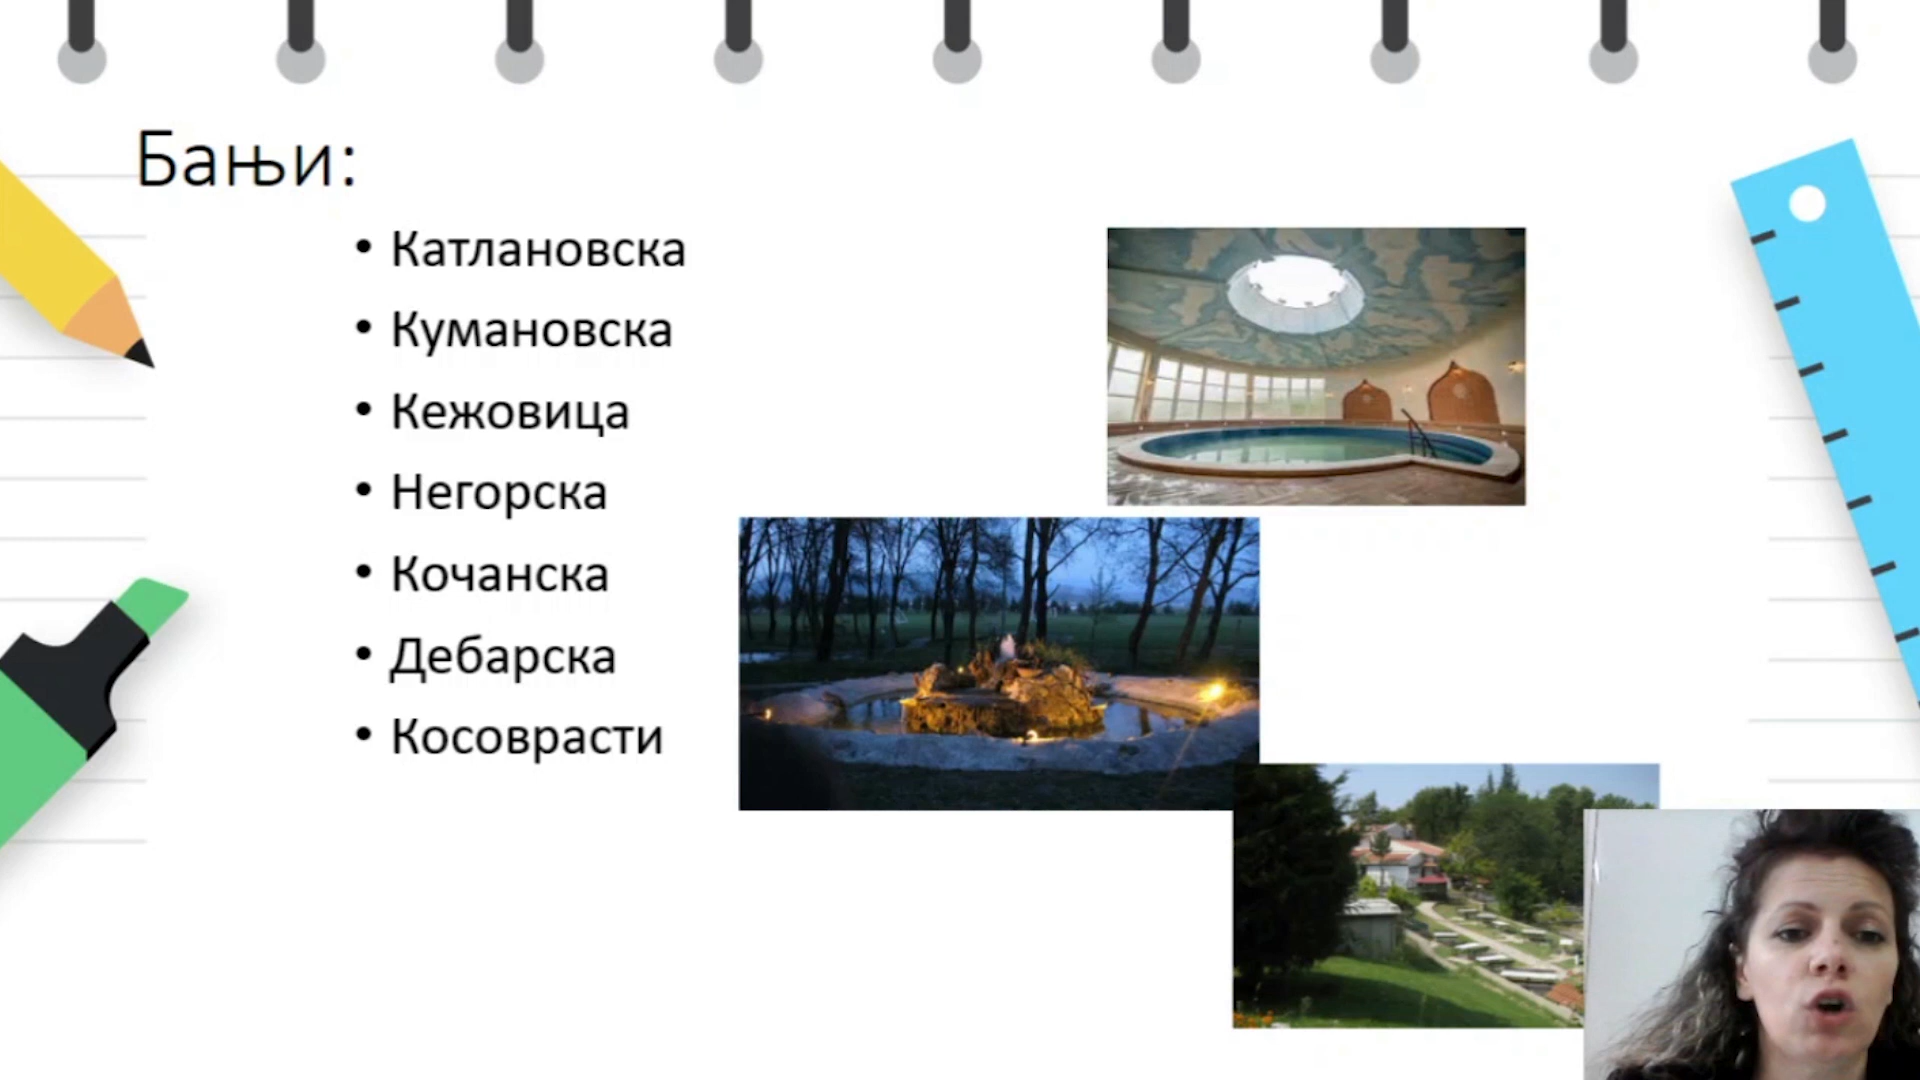 Бањи:
• Катлановска
• Кумановска
• Кежовица
• Негорска
• Кочанска
• Дебарска
• Косоврасти